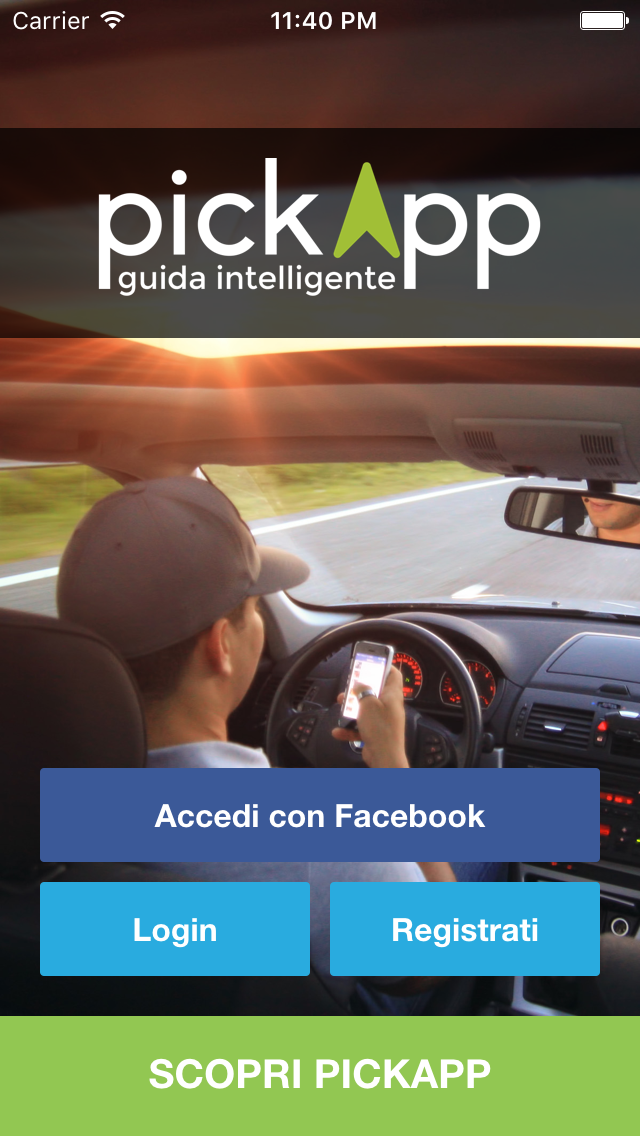 Carrier 11:40 PM
pickApp
guida intelligente
Accedi con Facebook
Login Registrati
SCOPRI PICKAPP